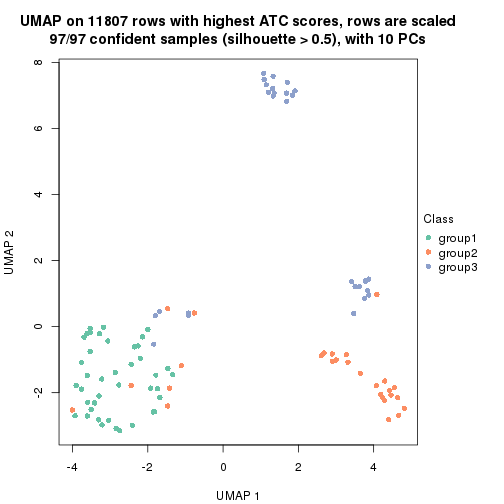 UMAP on 11807 rows with highest ATC scores, rows are scaled
97/97 confident samples (silhouette > 0.5), with 10 PCs
8
6
4
2
0
-2
UMAP 2
-4
-2
0
2
4
UMAP 1
Class
group1
group2
group3